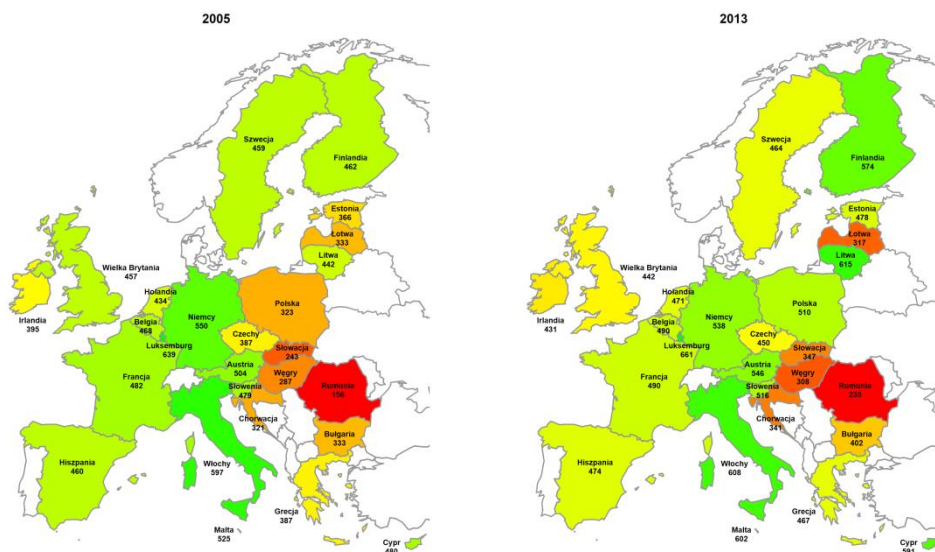 2005
Szwecja
459
Finlandia
462
Estonia
366
Łotwa
333
Litwa
442
Wielka Brytania
457
Irlandia
395
Holandia
434
Belgia
468
Luksemburg
639
Niemcy
550
Polska
323
Czechy
387
Słowacja
243
Austria
504
Węgry
287
Słowenia
479
Francja
482
Rumunia
156
Chorwacja
321
Bułgaria
333
Hiszpania
460
Włochy
597
Grecja
387
Malta
525
Cypr
480
2013
Szwecja
464
Finlandia
574
Estonia
478
Łotwa
317
Litwa
615
Wielka Brytania
442
Irlandia
431
Holandia
471
Belgia
490
Luksemburg
661
Niemcy
538
Polska
510
Czechy
450
Słowacja
347
Austria
546
Węgry
308
Słowenia
516
Francja
490
Rumunia
235
Chorwacja
341
Bułgaria
402
Hiszpania
474
Włochy
608
Grecja
467
Malta
602
Cypr
591